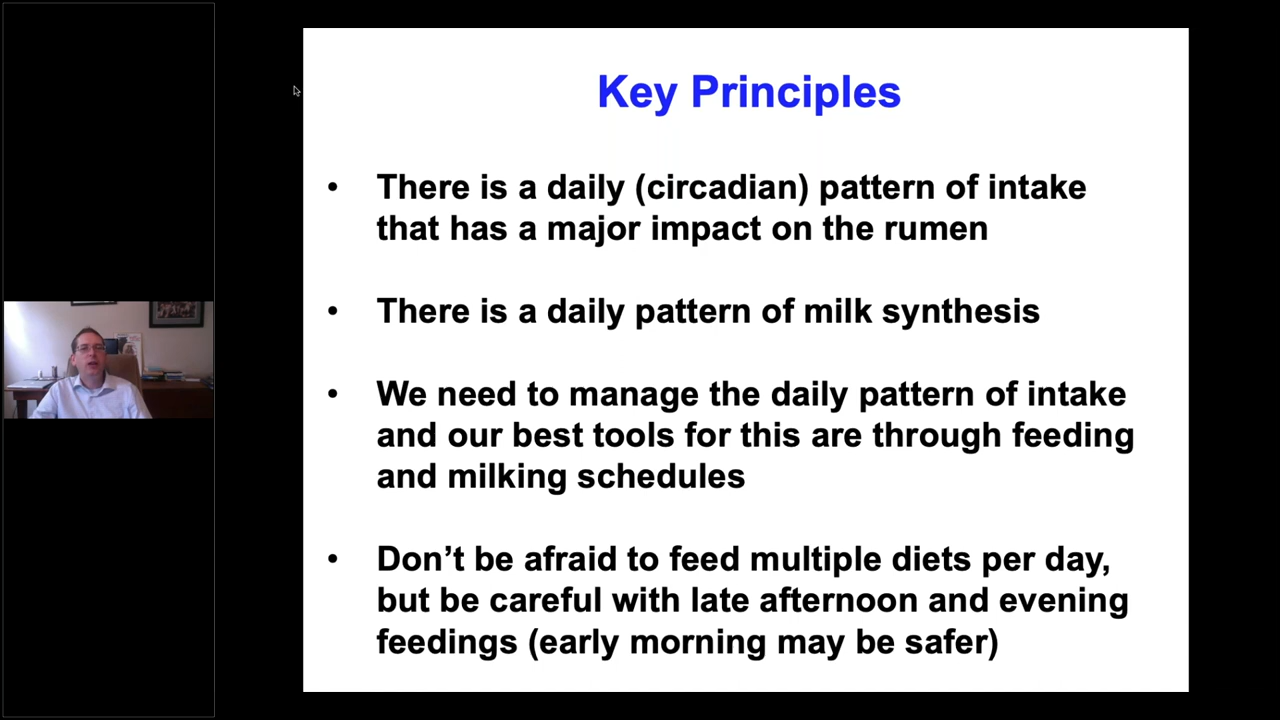 Key Principles
• There is a daily (circadian) pattern of intake
that has a major impact on the rumen
• There is a daily pattern of milk synthesis
• We need to manage the daily pattern of intake
and our best tools for this are through feeding
and milking schedules
• Don’t be afraid to feed multiple diets per day,
but be careful with late afternoon and evening
feedings (early morning may be safer)